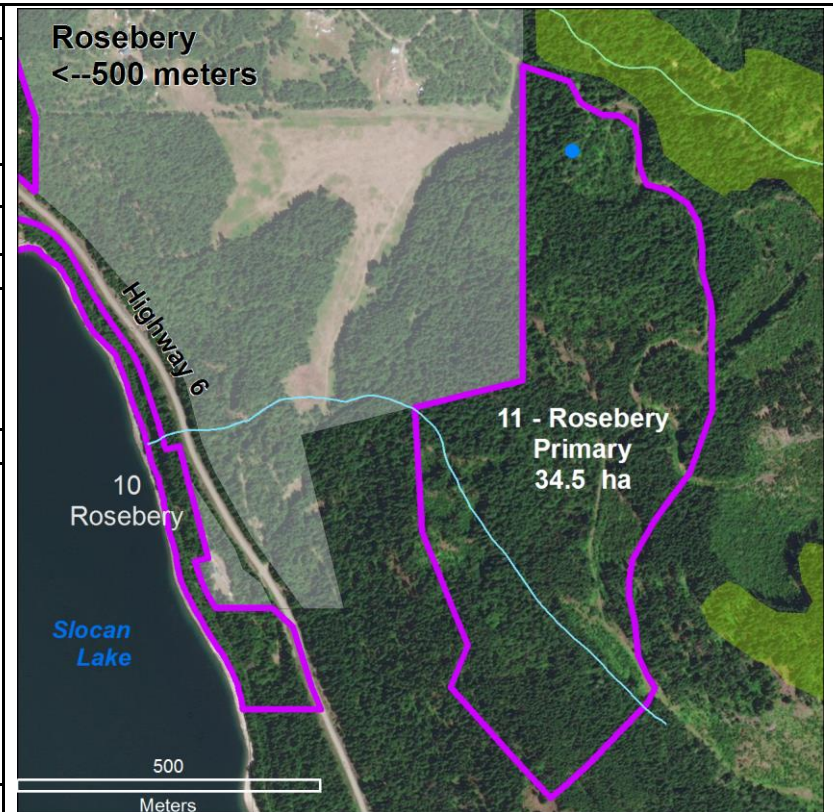 Rosebery
<--500 meters
Highway 6
11 - Rosebery
Primary
34.5 ha
10
Rosebery
Slocan
Lake
500
Meters